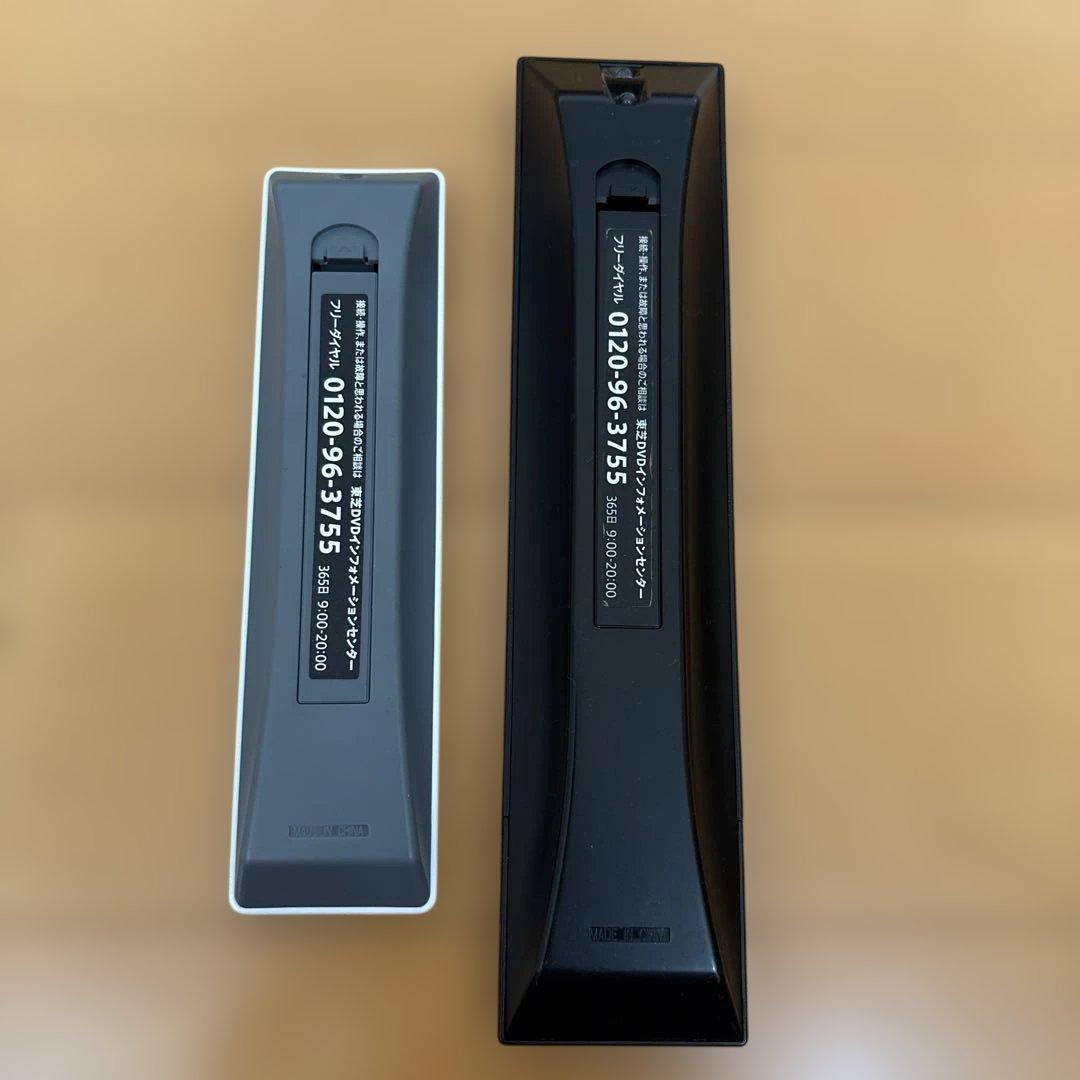 接続・操作、または故障と思われる場合のご相談は 東芝DVDインフォメーションセンター
フリーダイヤル 0120-96-3755 365日 9:00-20:00
MADE IN CHINA
接続・操作、または故障と思われる場合のご相談は 東芝DVDインフォメーションセンター
フリーダイヤル 0120-96-3755 365日 9:00-20:00
MADE IN CHINA